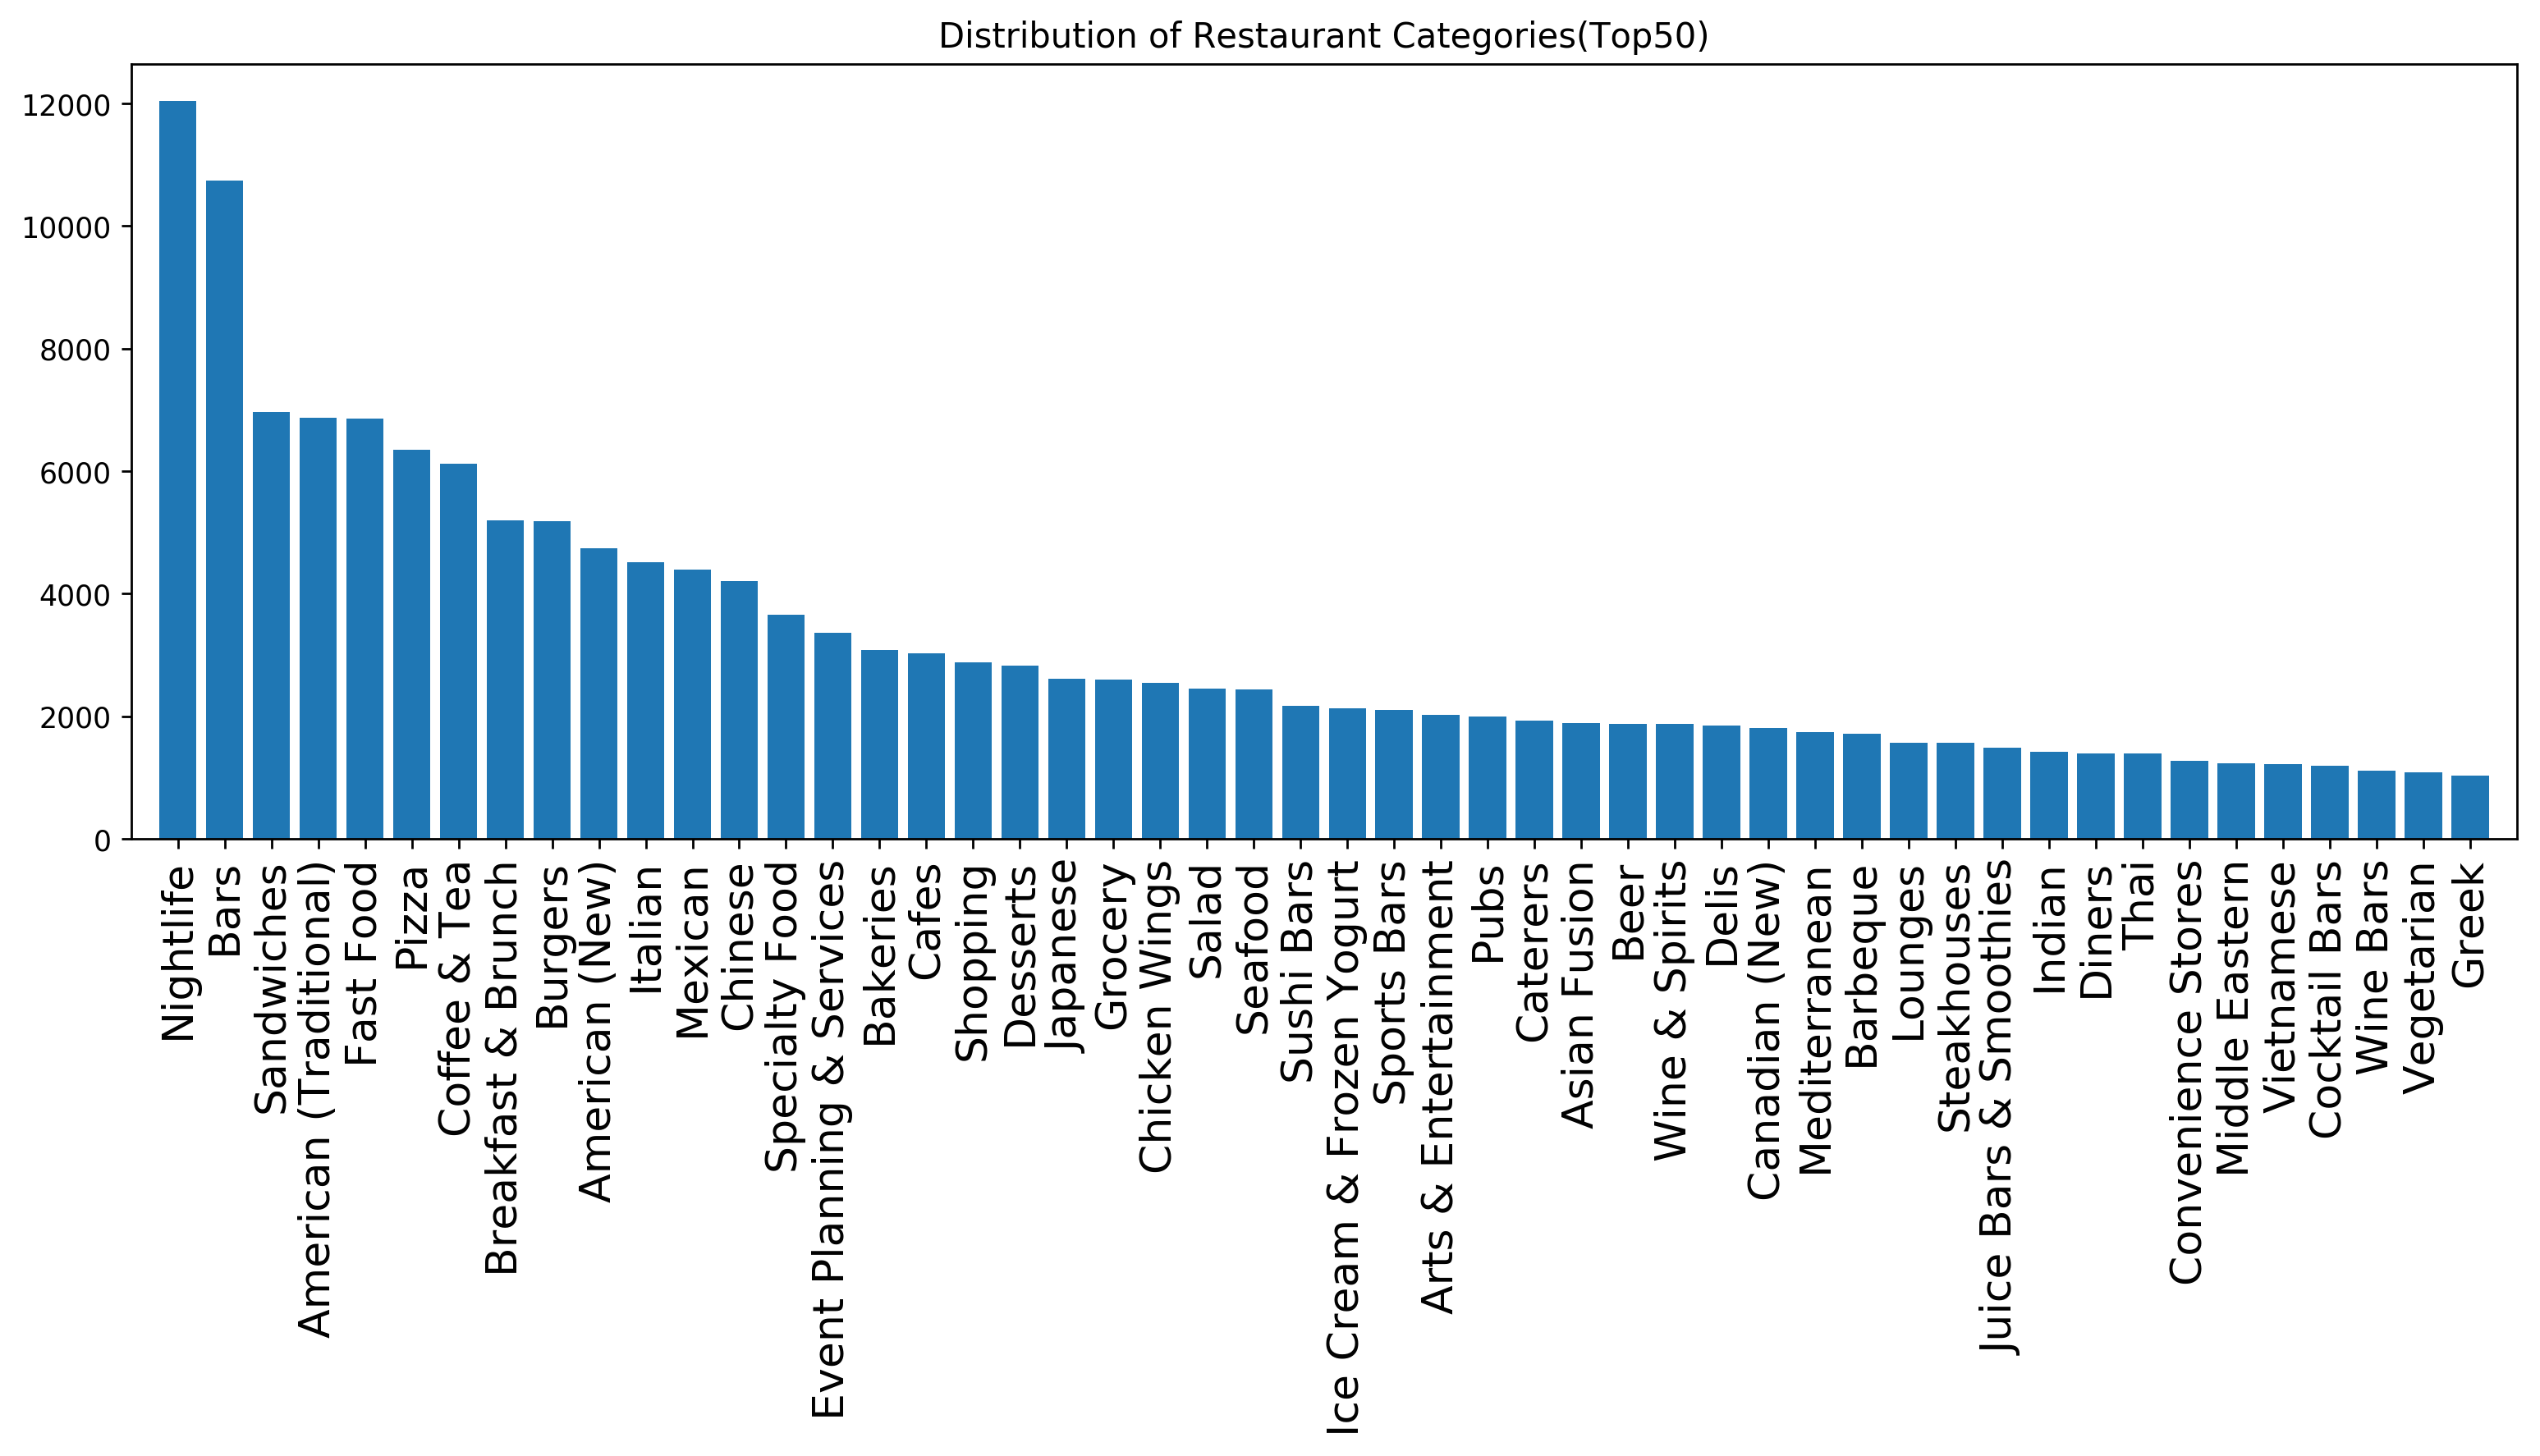 Distribution of Restaurant Categories(Top50)
12000
10000
8000
6000
4000
2000
0
Nightlife
Bars
Sandwiches
American (Traditional)
Fast Food
Pizza
Coffee & Tea
Breakfast & Brunch
Burgers
American (New)
Italian
Mexican
Chinese
Specialty Food
Event Planning & Services
Bakeries
Cafes
Shopping
Desserts
Japanese
Grocery
Chicken Wings
Salad
Seafood
Sushi Bars
Ice Cream & Frozen Yogurt
Sports Bars
Arts & Entertainment
Pubs
Caterers
Asian Fusion
Beer
Wine & Spirits
Delis
Canadian (New)
Mediterranean
Barbeque
Lounges
Steakhouses
Juice Bars & Smoothies
Indian
Diners
Thai
Convenience Stores
Middle Eastern
Vietnamese
Cocktail Bars
Wine Bars
Vegetarian
Greek